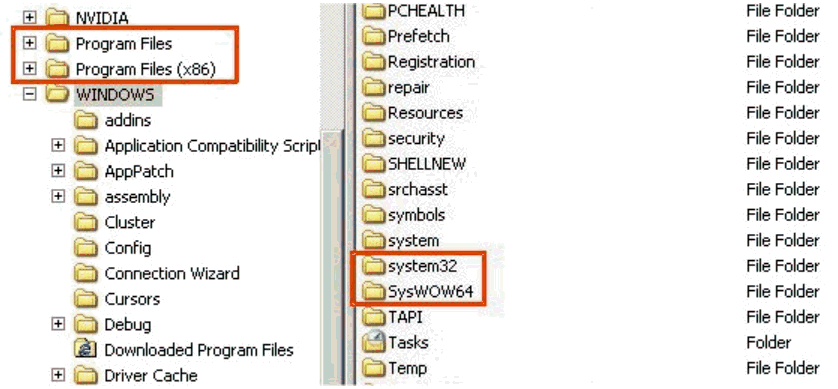 NVIDIA
Program Files
Program Files (x86)
WINDOWS
addins
Application Compatibility Script
AppPatch
assembly
Cluster
Config
Connection Wizard
Cursors
Debug
Downloaded Program Files
Driver Cache
PCHEALTH File Folder
Prefetch File Folder
Registration File Folder
repair File Folder
Resources File Folder
security File Folder
SHELLNEW File Folder
srchasst File Folder
symbols File Folder
system File Folder
system32 File Folder
SysWOW64 File Folder
TAPI File Folder
Tasks Folder
Temp File Folder